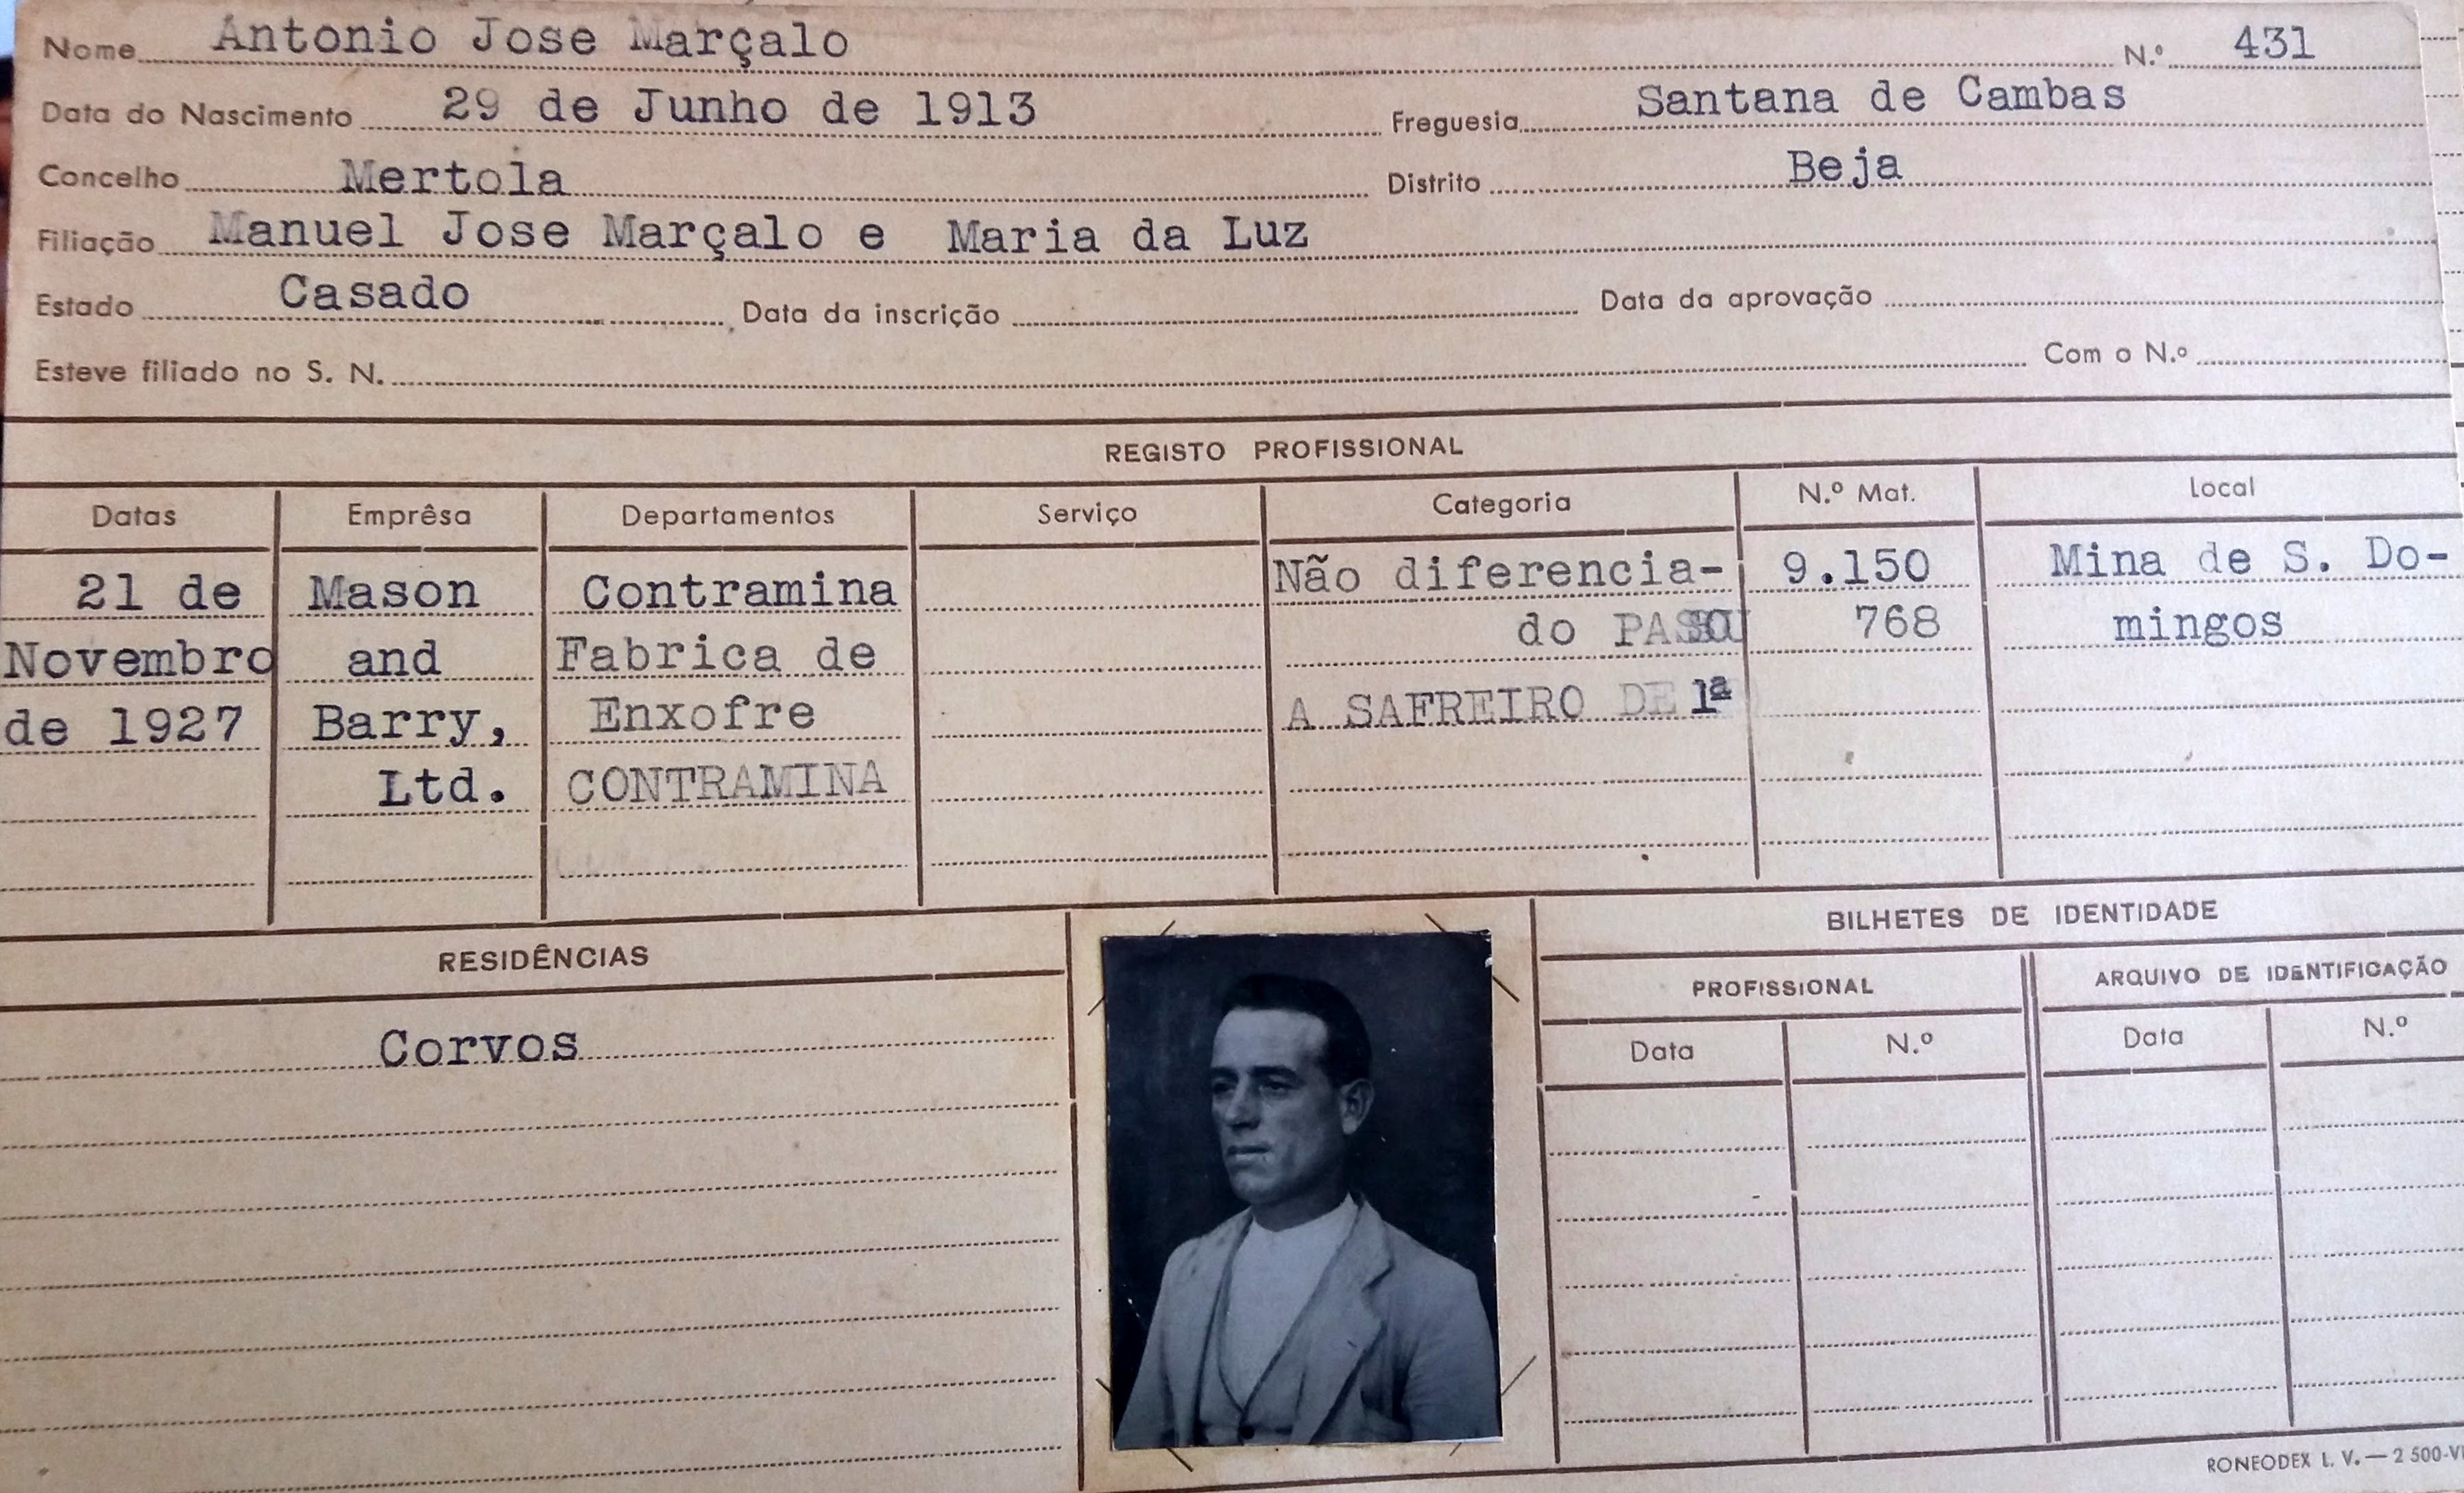 Nome Antonio Jose Marçalo N.º 431
Data do Nascimento 29 de Junho de 1913 Freguesia Santana de Cambas
Concelho Mertola Distrito Beja
Filiação Manuel Jose Marçalo e Maria da Luz
Estado Casado Data da inscrição Data da aprovação
Esteve filiado no S. N. Com o N.º
REGISTO PROFISSIONAL
Datas Emprêsa Departamentos Serviço Categoria N.º Mat. Local
21 de Mason Contramina Não diferencia- 9.150 Mina de S. Do-
Novembro and Fabrica de do PASSOU 768 mingos
de 1927 Barry, Enxofre A SAFREIRO DE 1ª
Ltd. CONTRAMINA
RESIDÊNCIAS
Corvos
BILHETES DE IDENTIDADE
PROFISSIONAL ARQUIVO DE IDENTIFICAÇÃO
Data N.º Data N.º
RONEODEX L. V. — 2 500-V